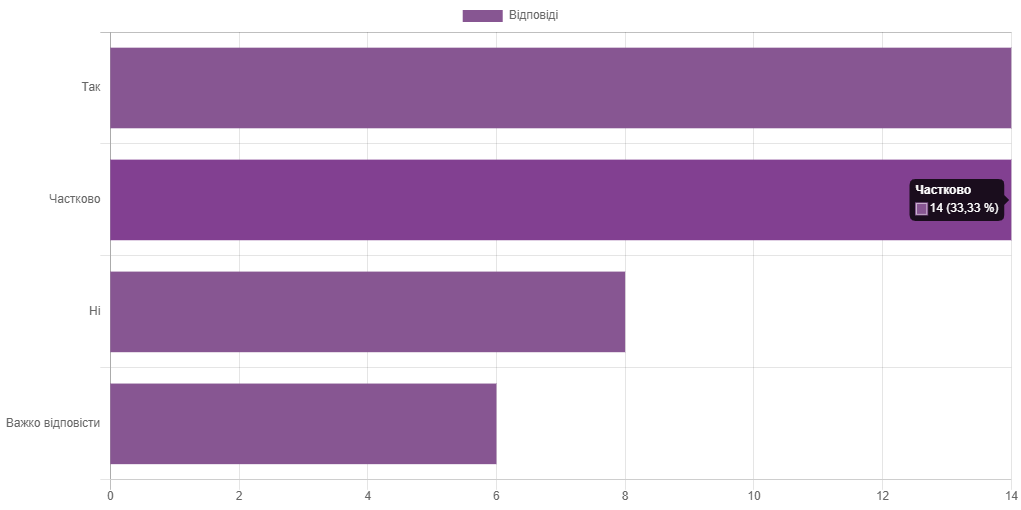 Відповіді
Так
Частково
Частково
14 (33,33 %)
Ні
Важко відповісти
0 2 4 6 8 10 12 14